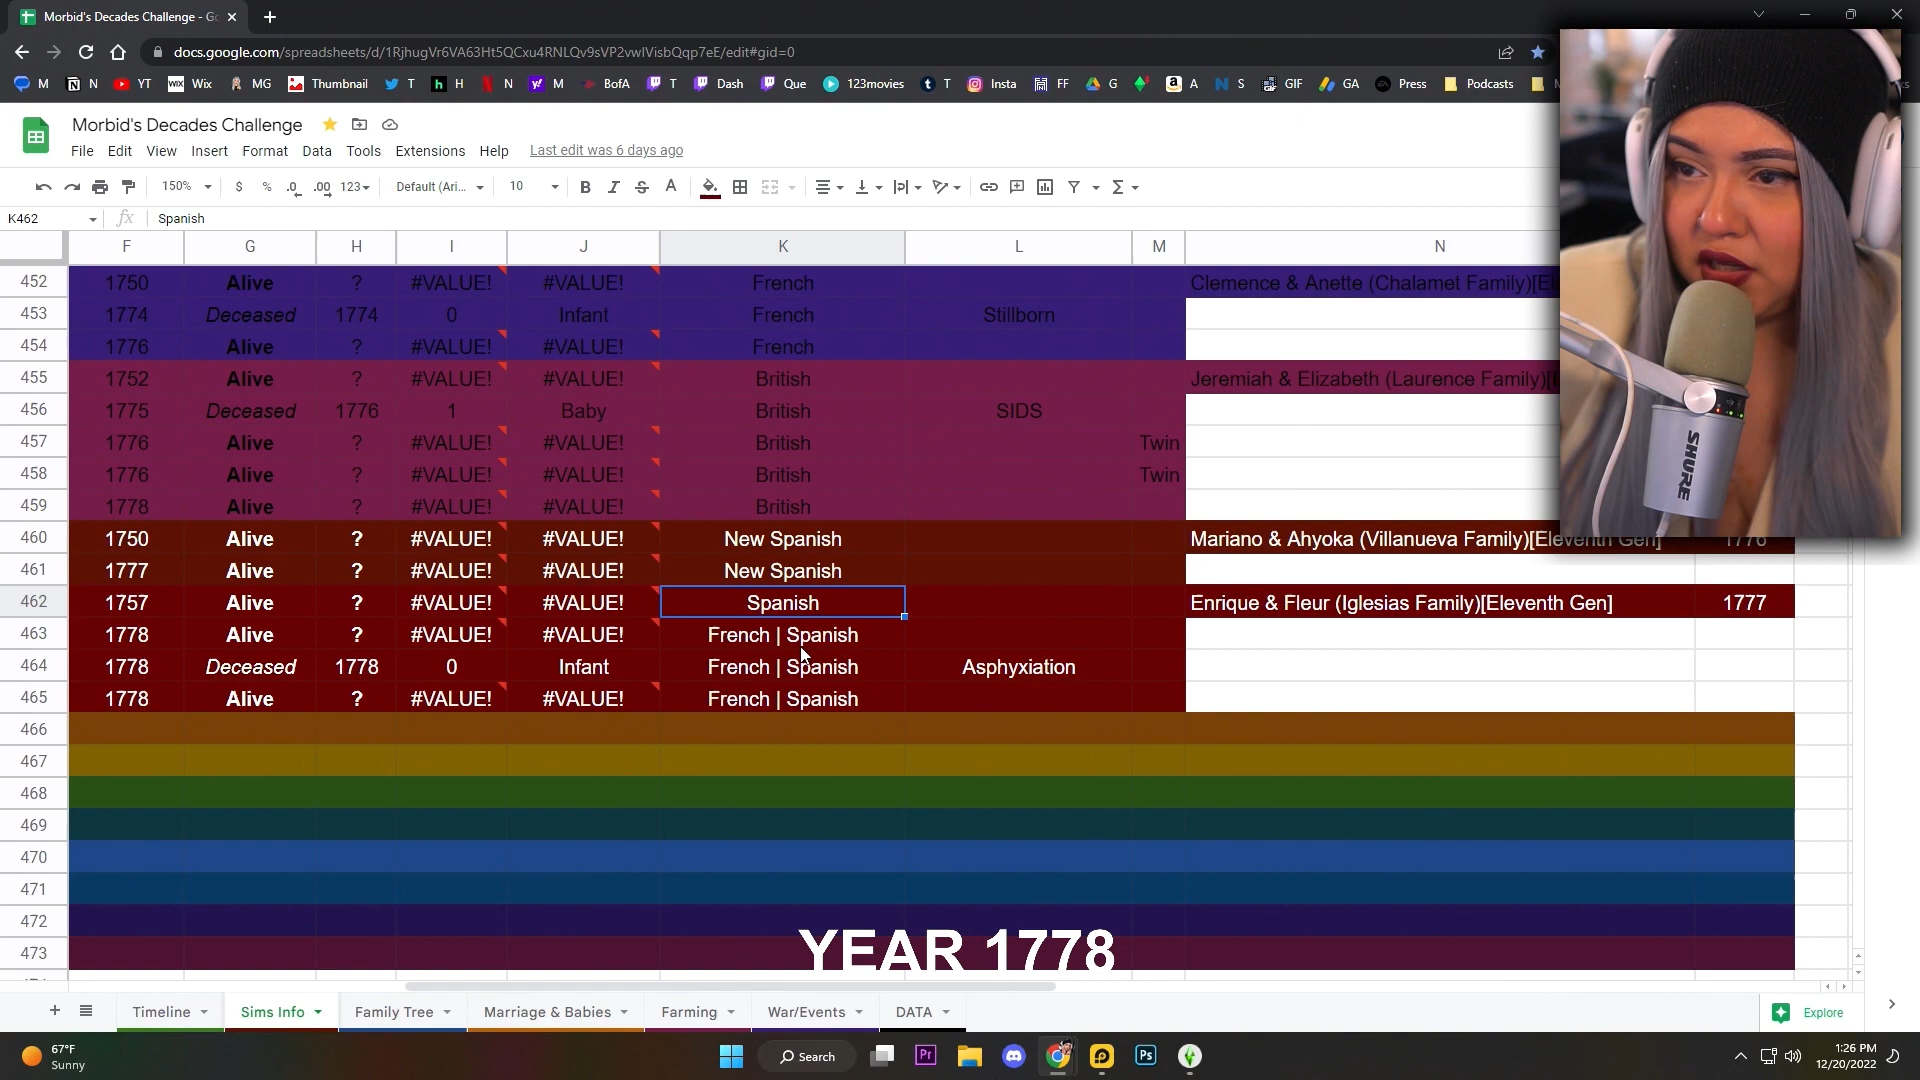 Morbid's Decades Challenge - Go
docs.google.com/spreadsheets/d/1RjhugVr6VA63Ht5QCxu4RNLQv9sVP2vwIVisbQqp7eE/edit#gid=0
M N YT Wix MG Thumbnail T H N M BofA T Dash Que 123movies T Insta FF G A S GIF GA Press Podcasts
Morbid's Decades Challenge
File Edit View Insert Format Data Tools Extensions Help Last edit was 6 days ago
150% $ % .0 .00 123 Default (Ari... 10 B I S A
K462 fx Spanish
F G H I J K L M N
452 1750 Alive ? #VALUE! #VALUE! French Clemence & Anette (Chalamet Family)[El
453 1774 Deceased 1774 0 Infant French Stillborn
454 1776 Alive ? #VALUE! #VALUE! French
455 1752 Alive ? #VALUE! #VALUE! British Jeremiah & Elizabeth (Laurence Family)[E
456 1775 Deceased 1776 1 Baby British SIDS
457 1776 Alive ? #VALUE! #VALUE! British Twin
458 1776 Alive ? #VALUE! #VALUE! British Twin
459 1778 Alive ? #VALUE! #VALUE! British
460 1750 Alive ? #VALUE! #VALUE! New Spanish Mariano & Ahyoka (Villanueva Family)[Eleventh Gen] 1776
461 1777 Alive ? #VALUE! #VALUE! New Spanish
462 1757 Alive ? #VALUE! #VALUE! Spanish Enrique & Fleur (Iglesias Family)[Eleventh Gen] 1777
463 1778 Alive ? #VALUE! #VALUE! French | Spanish
464 1778 Deceased 1778 0 Infant French | Spanish Asphyxiation
465 1778 Alive ? #VALUE! #VALUE! French | Spanish
466
467
468
469
470
471
472
473
YEAR 1778
SHURE
Timeline Sims Info Family Tree Marriage & Babies Farming War/Events DATA Explore
67°F
Sunny
Search
Pr
Ps
1:26 PM
12/20/2022